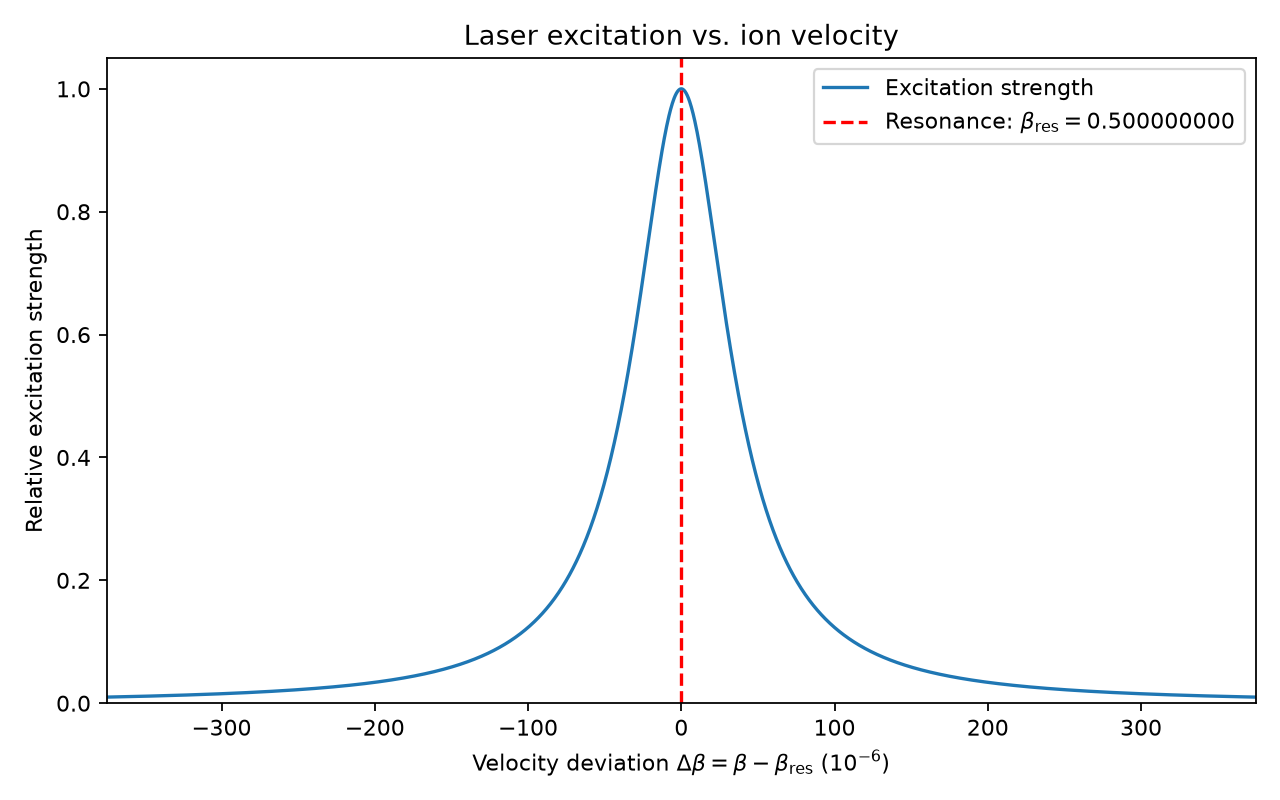 Laser excitation vs. ion velocity
Excitation strength
Resonance: β_res = 0.500000000
Relative excitation strength
1.0
0.8
0.6
0.4
0.2
0.0
−300 −200 −100 0 100 200 300
Velocity deviation Δβ = β − β_res (10⁻⁶)